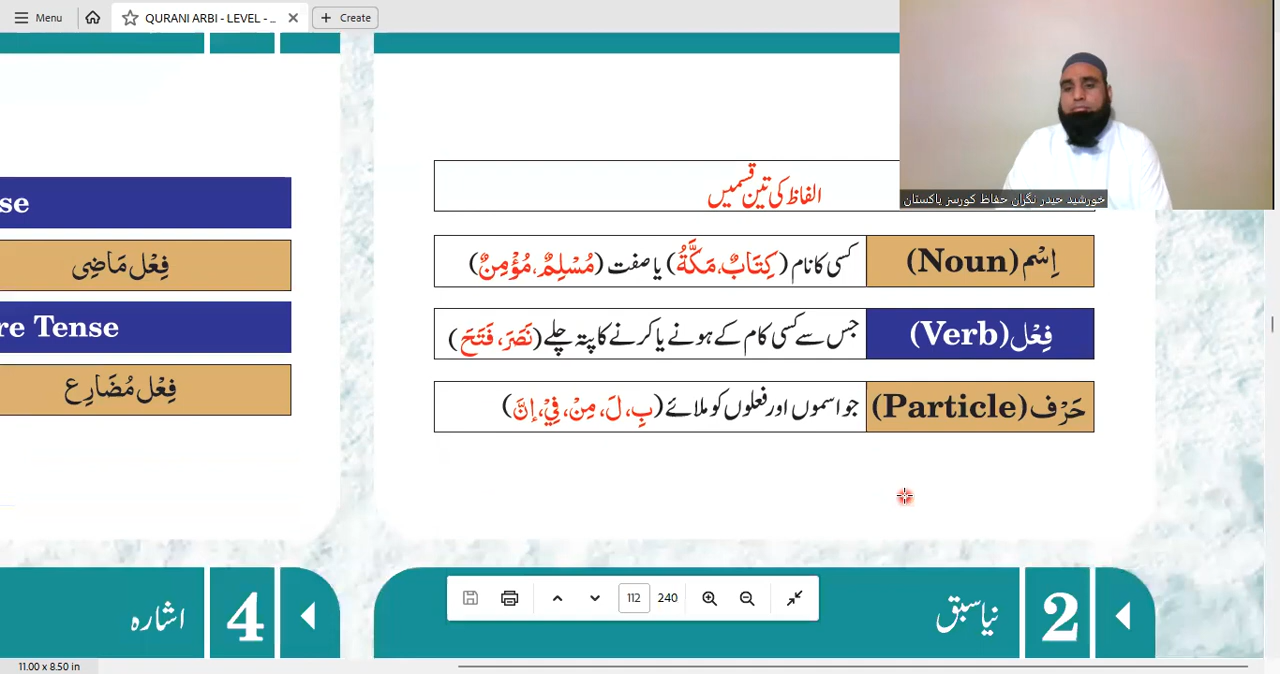 Menu
QURANI ARBI - LEVEL - ...
Create
خورشید حیدر نگران حفاظ کورسز پاکستان
الفاظ کی تین قسمیں
اِسْم (Noun)
کسی کا نام (كِتَابٌ، مَكَّةُ) یا صفت (مُسْلِمٌ، مُؤْمِنٌ)
فِعْل (Verb)
جس سے کسی کام کے ہونے یا کرنے کا پتہ چلے (نَصَرَ، فَتَحَ)
حَرْف (Particle)
جو اسموں اور فعلوں کو ملائے (بِ، لَ، مِنْ، فِيْ، إِنَّ)
se
فِعْل مَاضِی
re Tense
فِعْل مُضَارِع
2
نیا سبق
4
اشارہ
112
240
11.00 x 8.50 in